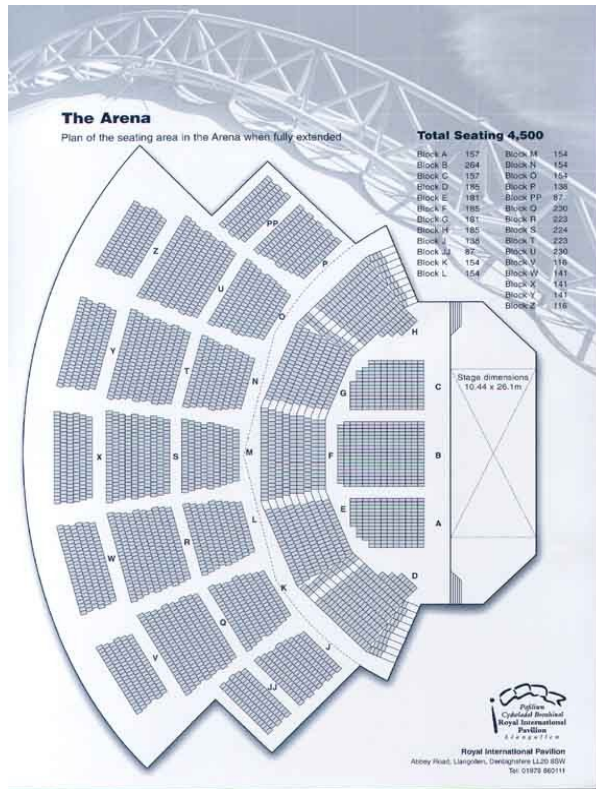 The Arena
Plan of the seating area in the Arena when fully extended
Total Seating 4,500
Block A 157
Block B 264
Block C 157
Block D 185
Block E 181
Block F 185
Block G 181
Block H 185
Block J 138
Block JJ 87
Block K 154
Block L 154
Block M 154
Block N 154
Block O 154
Block P 138
Block PP 87
Block Q 230
Block R 223
Block S 224
Block T 223
Block U 230
Block V 116
Block W 141
Block X 141
Block Y 141
Block Z 116
PP
P
Z
U
O
H
Y
T
N
G
C
Stage dimensions
10.44 x 26.1m
X
S
M
F
B
E
A
L
W
R
K
D
Q
V
J
JJ
Royal International
Pavilion
Llangollen
Royal International Pavilion
Abbey Road, Llangollen, Denbighshire LL20 8SW
Tel: 01978 860111